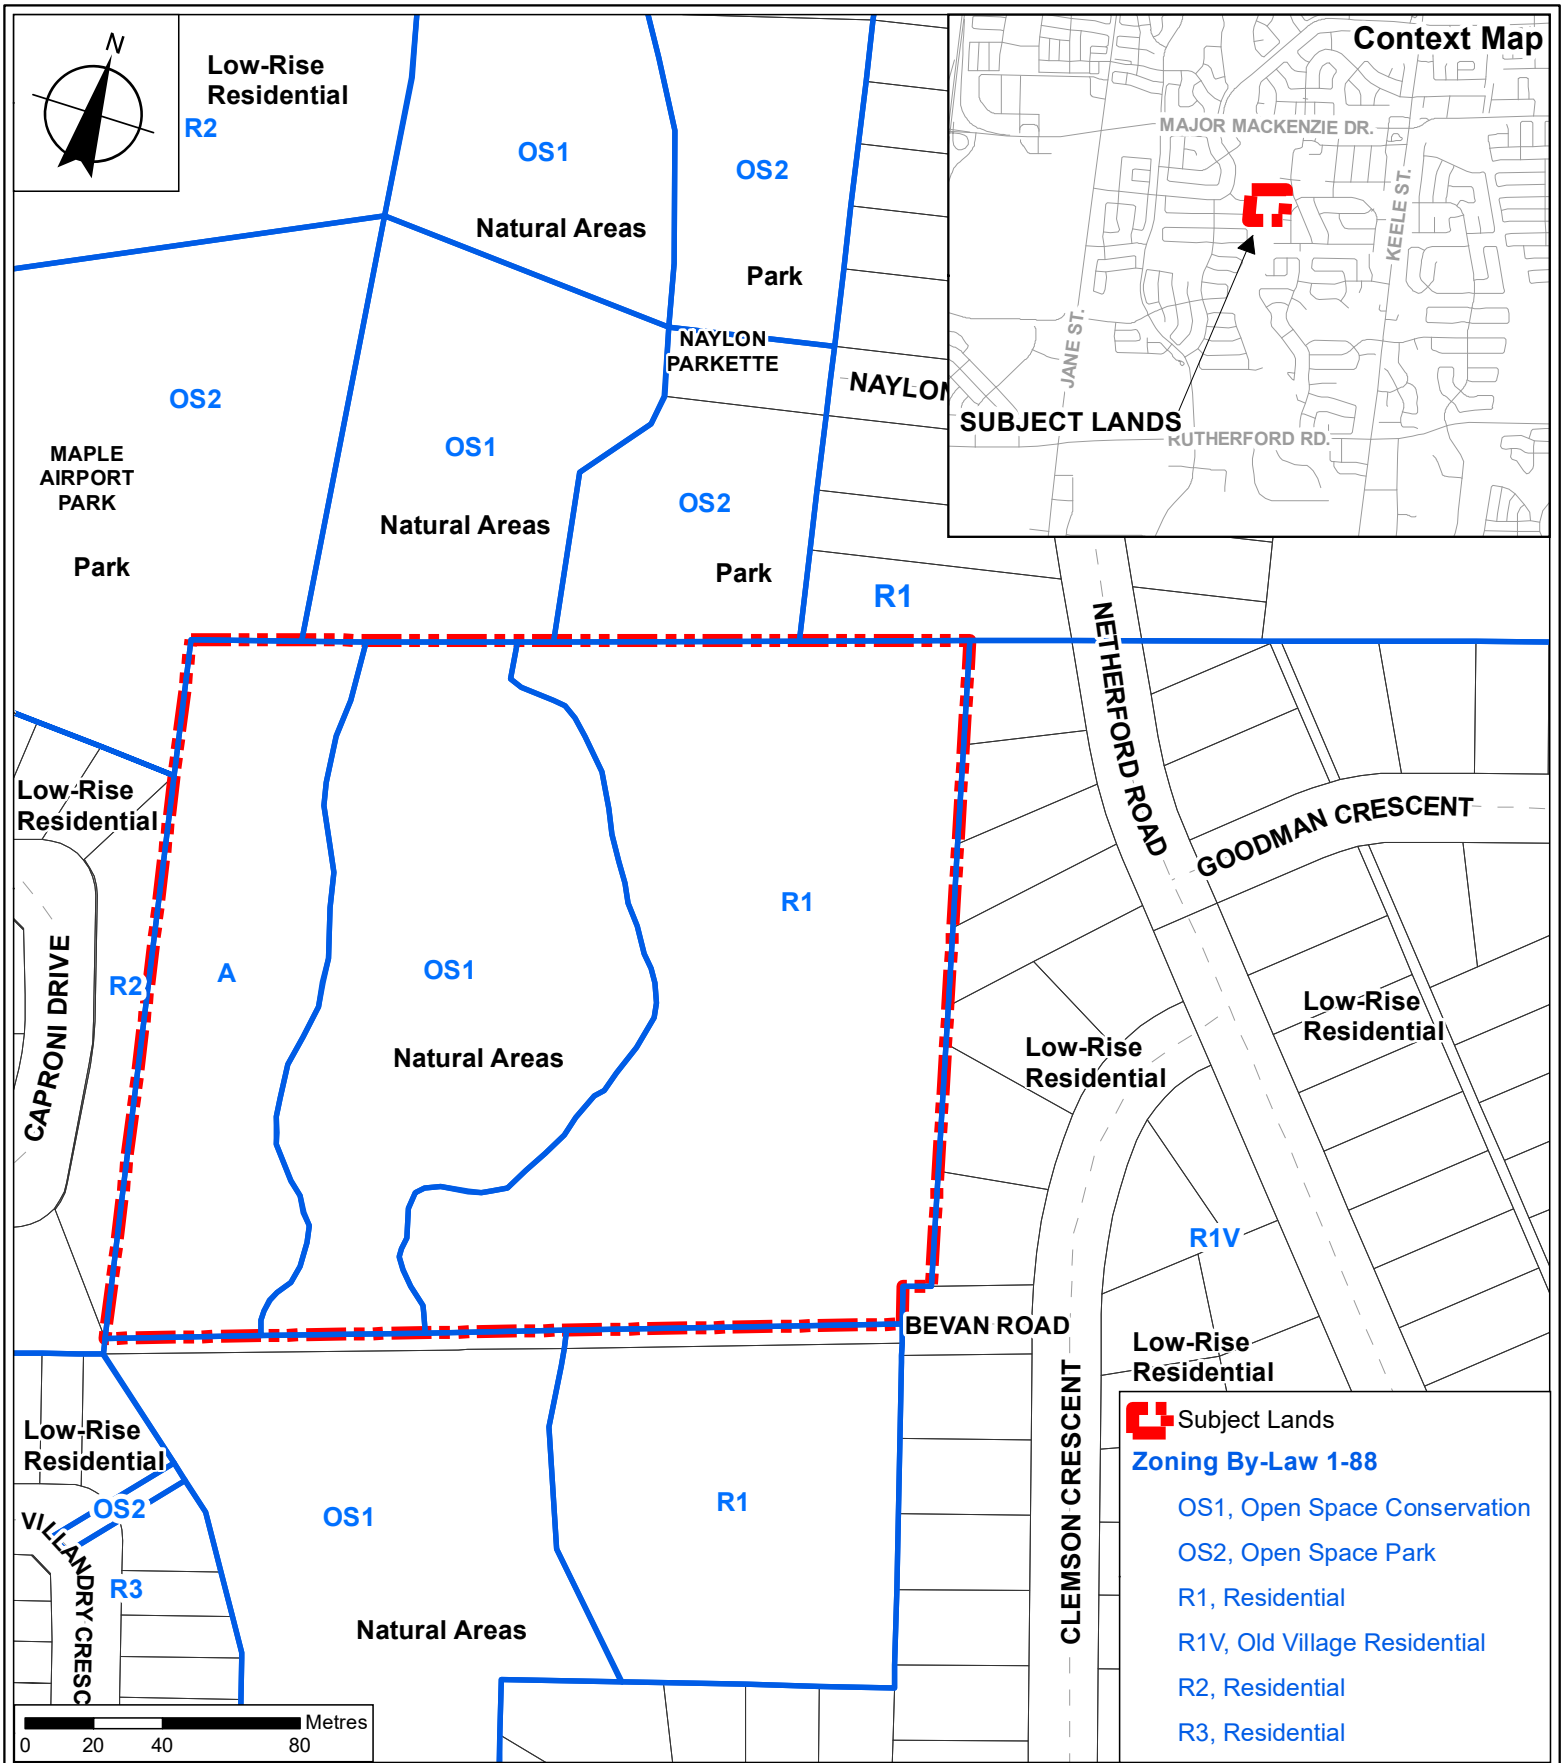 N
Low-Rise
Residential
R2
OS1
Natural Areas
OS2
Park
Context Map
MAJOR MACKENZIE DR.
KEELE ST.
JANE ST.
SUBJECT LANDS
RUTHERFORD RD.
NAYLON
PARKETTE
NAYLON
OS2
MAPLE
AIRPORT
PARK
Park
OS1
Natural Areas
OS2
Park
R1
NETHERFORD ROAD
GOODMAN CRESCENT
Low-Rise
Residential
CAPRONI DRIVE
R2
A
OS1
Natural Areas
R1
Low-Rise
Residential
Low-Rise
Residential
R1V
BEVAN ROAD
Low-Rise
Residential
CLEMSON CRESCENT
Low-Rise
Residential
OS2
VILLANDRY CRESC
R3
OS1
Natural Areas
R1
Subject Lands
Zoning By-Law 1-88
OS1, Open Space Conservation
OS2, Open Space Park
R1, Residential
R1V, Old Village Residential
R2, Residential
R3, Residential
Metres
0 20 40 80